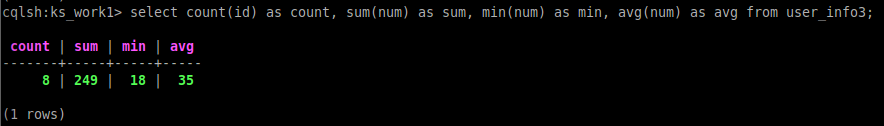 cqlsh:ks_work1> select count(id) as count, sum(num) as sum, min(num) as min, avg(num) as avg from user_info3;
count | sum | min | avg
-------+-----+-----+-----
8 | 249 | 18 | 35
(1 rows)